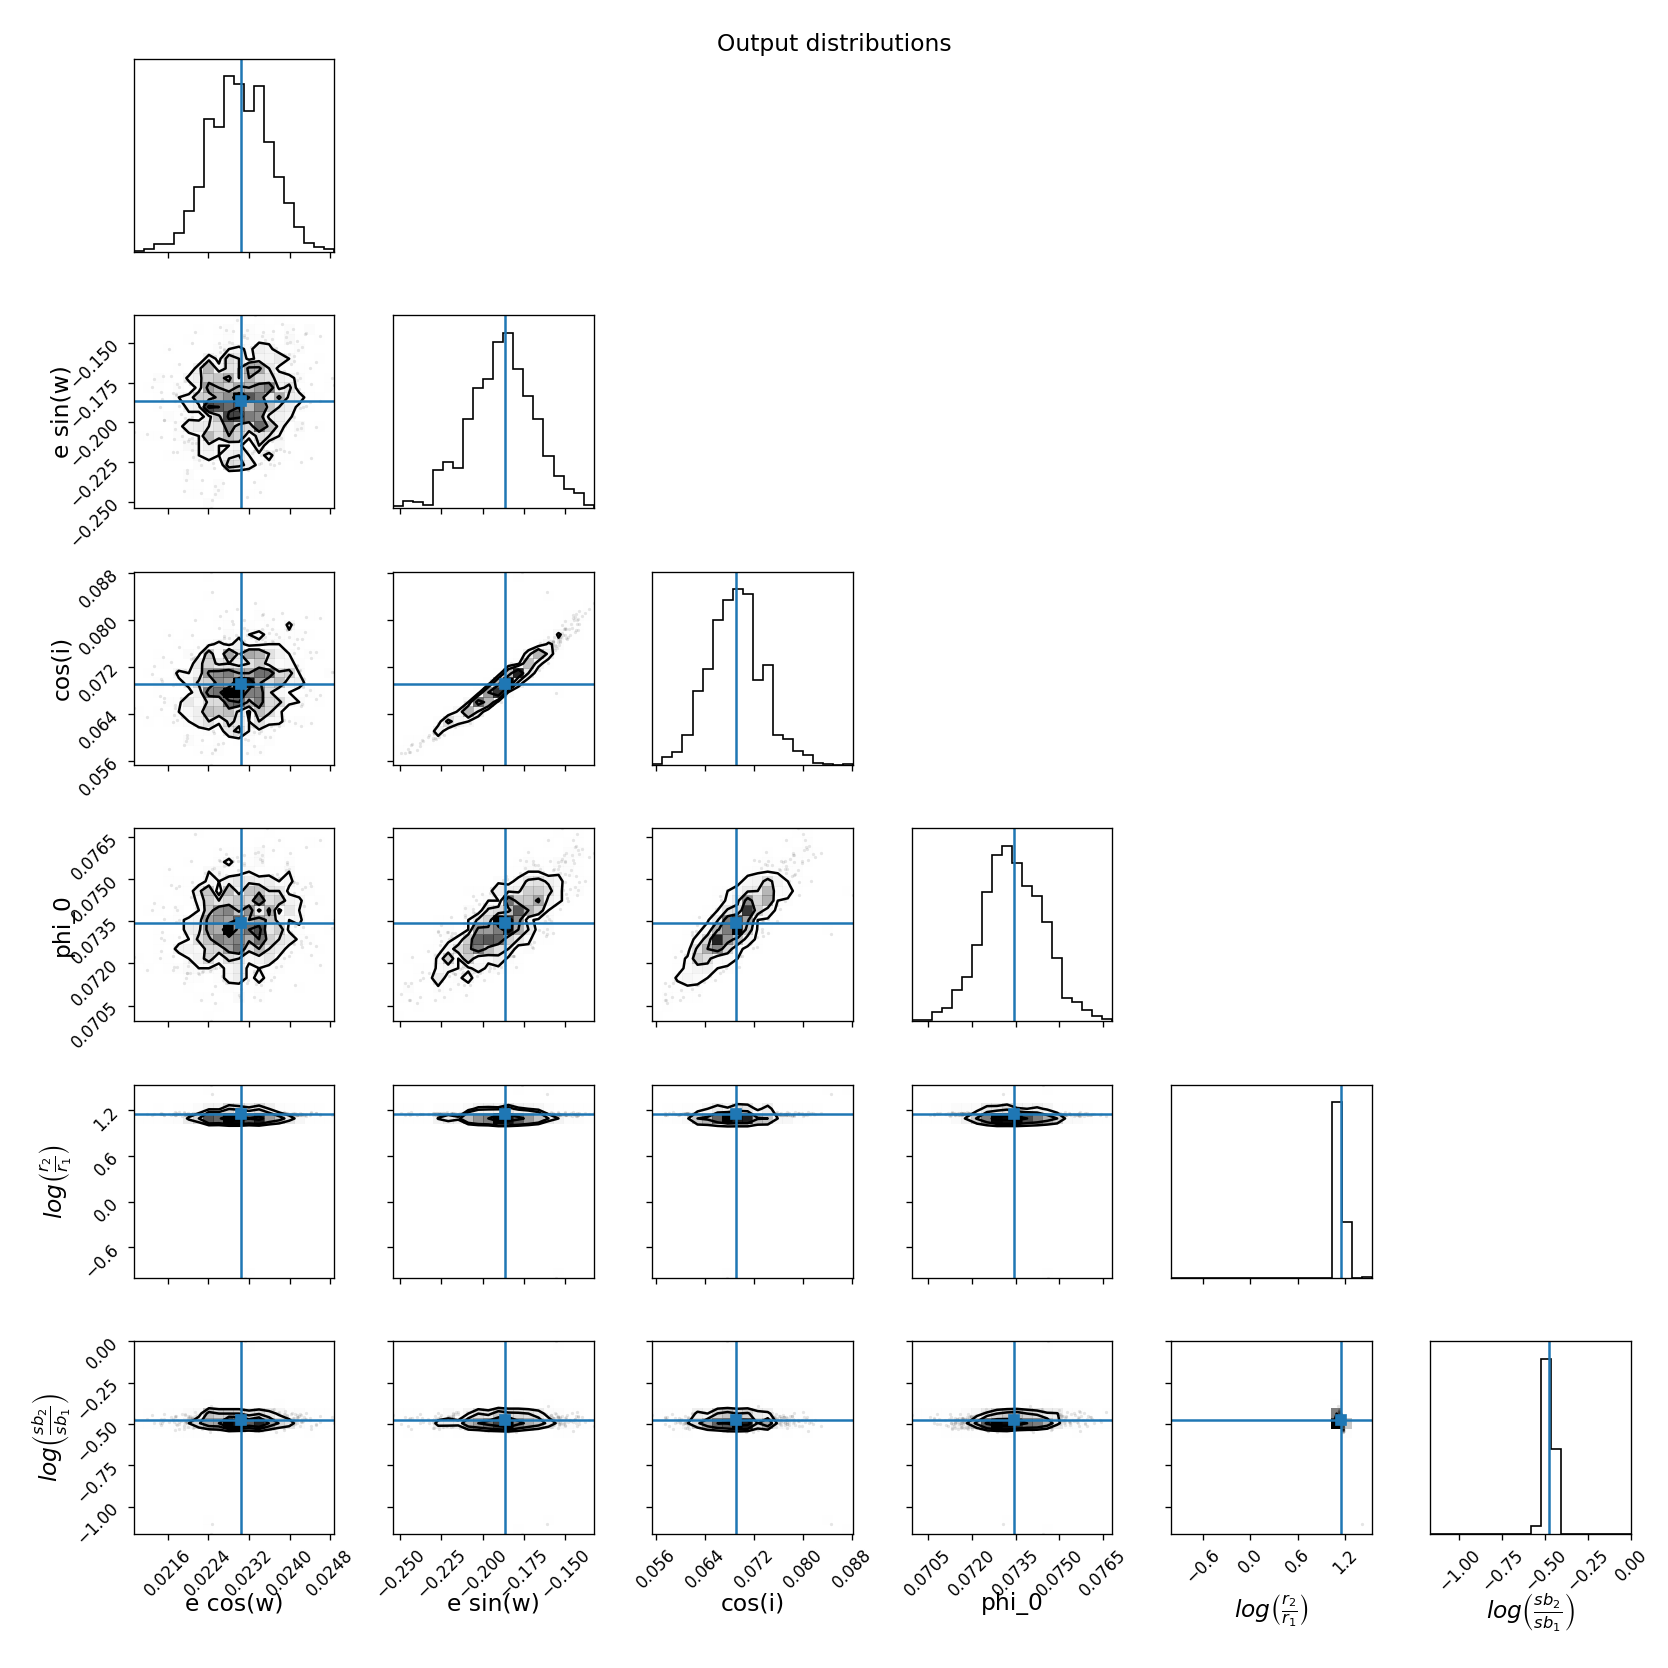 Output distributions
e sin(w)
−0.150
−0.175
−0.200
−0.225
−0.250
cos(i)
0.088
0.080
0.072
0.064
0.056
phi_0
0.0765
0.0750
0.0735
0.0720
0.0705
log(r₂/r₁)
1.2
0.6
0.0
−0.6
log(sb₂/sb₁)
0.00
−0.25
−0.50
−0.75
−1.00
0.0216 0.0224 0.0232 0.0240 0.0248
−0.250 −0.225 −0.200 −0.175 −0.150
0.056 0.064 0.072 0.080 0.088
0.0705 0.0720 0.0735 0.0750 0.0765
−0.6 0.0 0.6 1.2
−1.00 −0.75 −0.50 −0.25 0.00
e cos(w)
e sin(w)
cos(i)
phi_0
log(r₂/r₁)
log(sb₂/sb₁)